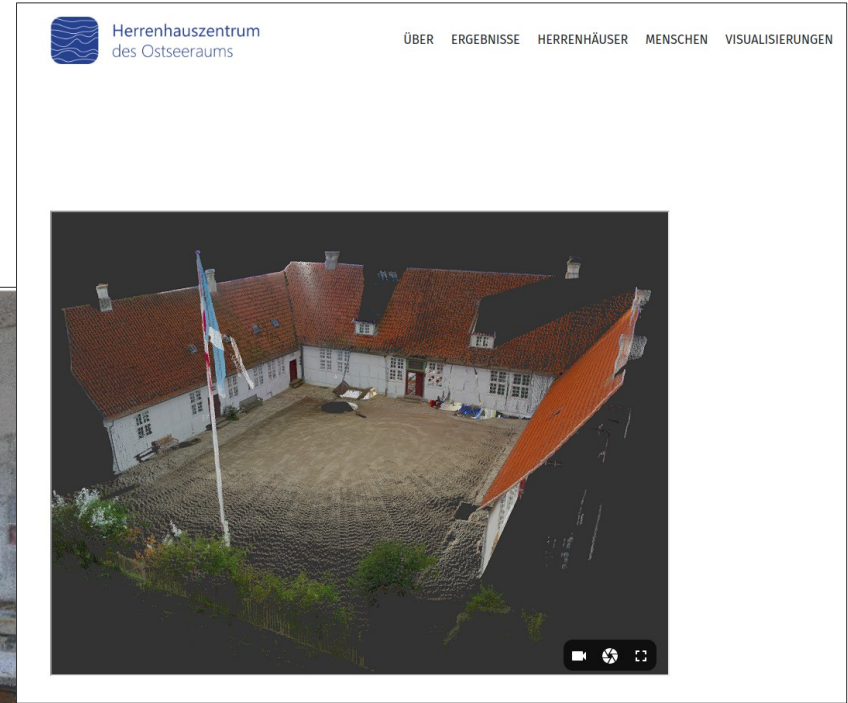 Herrenhauszentrum
des Ostseeraums
ÜBER ERGEBNISSE HERRENHÄUSER MENSCHEN VISUALISIERUNGEN